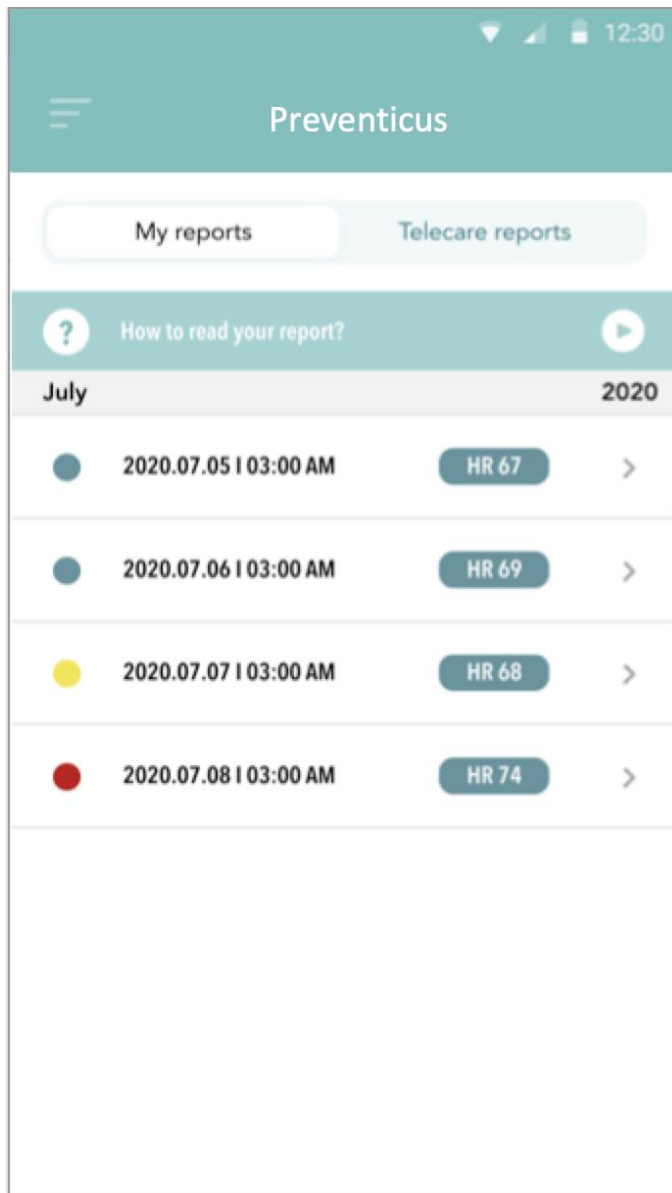 12:30
Preventicus
My reports Telecare reports
? How to read your report?
July 2020
2020.07.05 I 03:00 AM HR 67
2020.07.06 I 03:00 AM HR 69
2020.07.07 I 03:00 AM HR 68
2020.07.08 I 03:00 AM HR 74